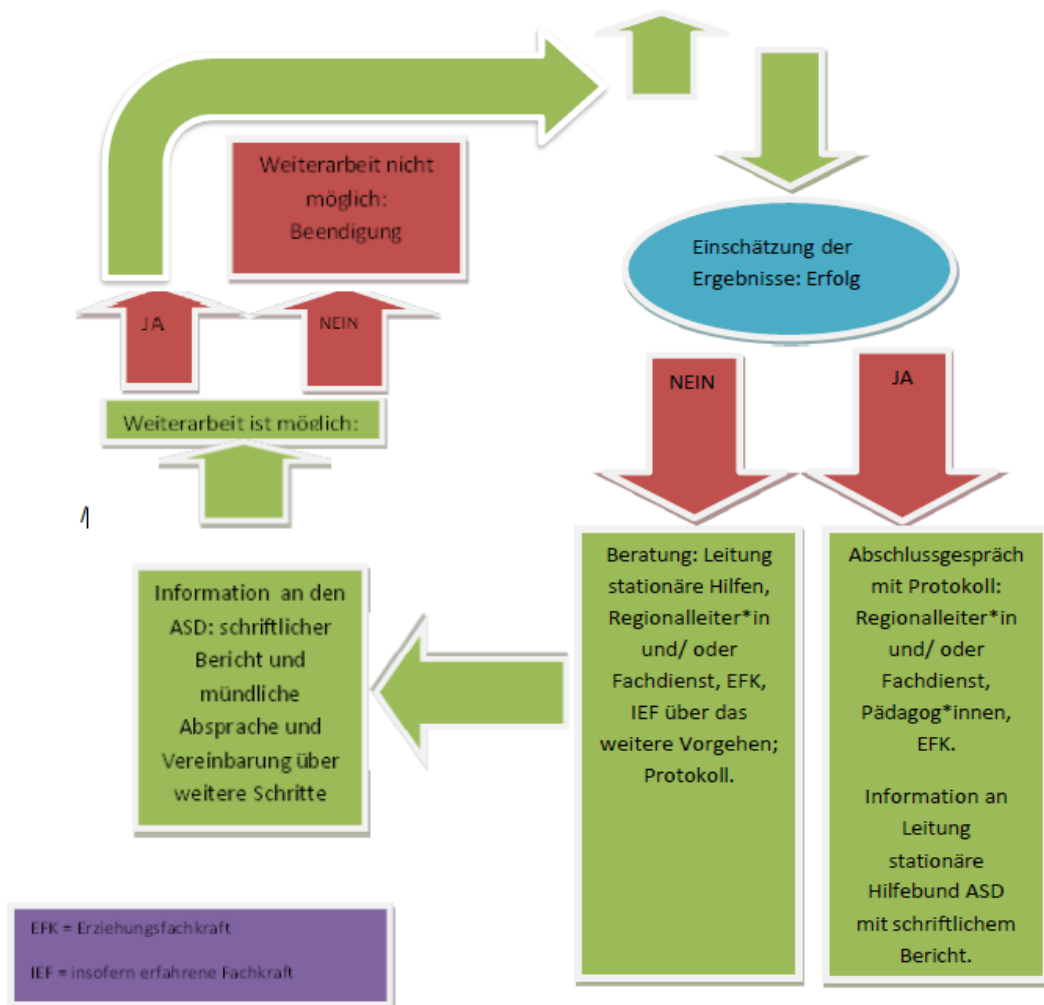 Weiterarbeit nicht
möglich:
Beendigung
Einschätzung der
Ergebnisse: Erfolg
JA
NEIN
NEIN
JA
Weiterarbeit ist möglich:
Information an den
ASD: schriftlicher
Bericht und
mündliche
Absprache und
Vereinbarung über
weitere Schritte
Beratung: Leitung
stationäre Hilfen,
Regionalleiter*in
und/ oder
Fachdienst, EFK,
IEF über das
weitere Vorgehen;
Protokoll.
Abschlussgespräch
mit Protokoll:
Regionalleiter*in
und/ oder
Fachdienst,
Pädagog*innen,
EFK.
Information an
Leitung
stationäre
Hilfebund ASD
mit schriftlichem
Bericht.
EFK = Erziehungsfachkraft
IEF = insofern erfahrene Fachkraft